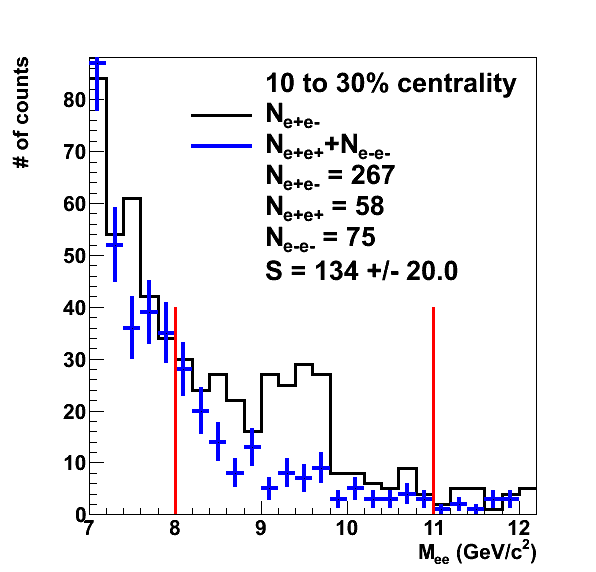 # of counts
10 to 30% centrality
Ne+e-
Ne+e++Ne-e-
Ne+e- = 267
Ne+e+ = 58
Ne-e- = 75
S = 134 +/- 20.0
80
70
60
50
40
30
20
10
0
7 8 9 10 11 12
Mee (GeV/c2)